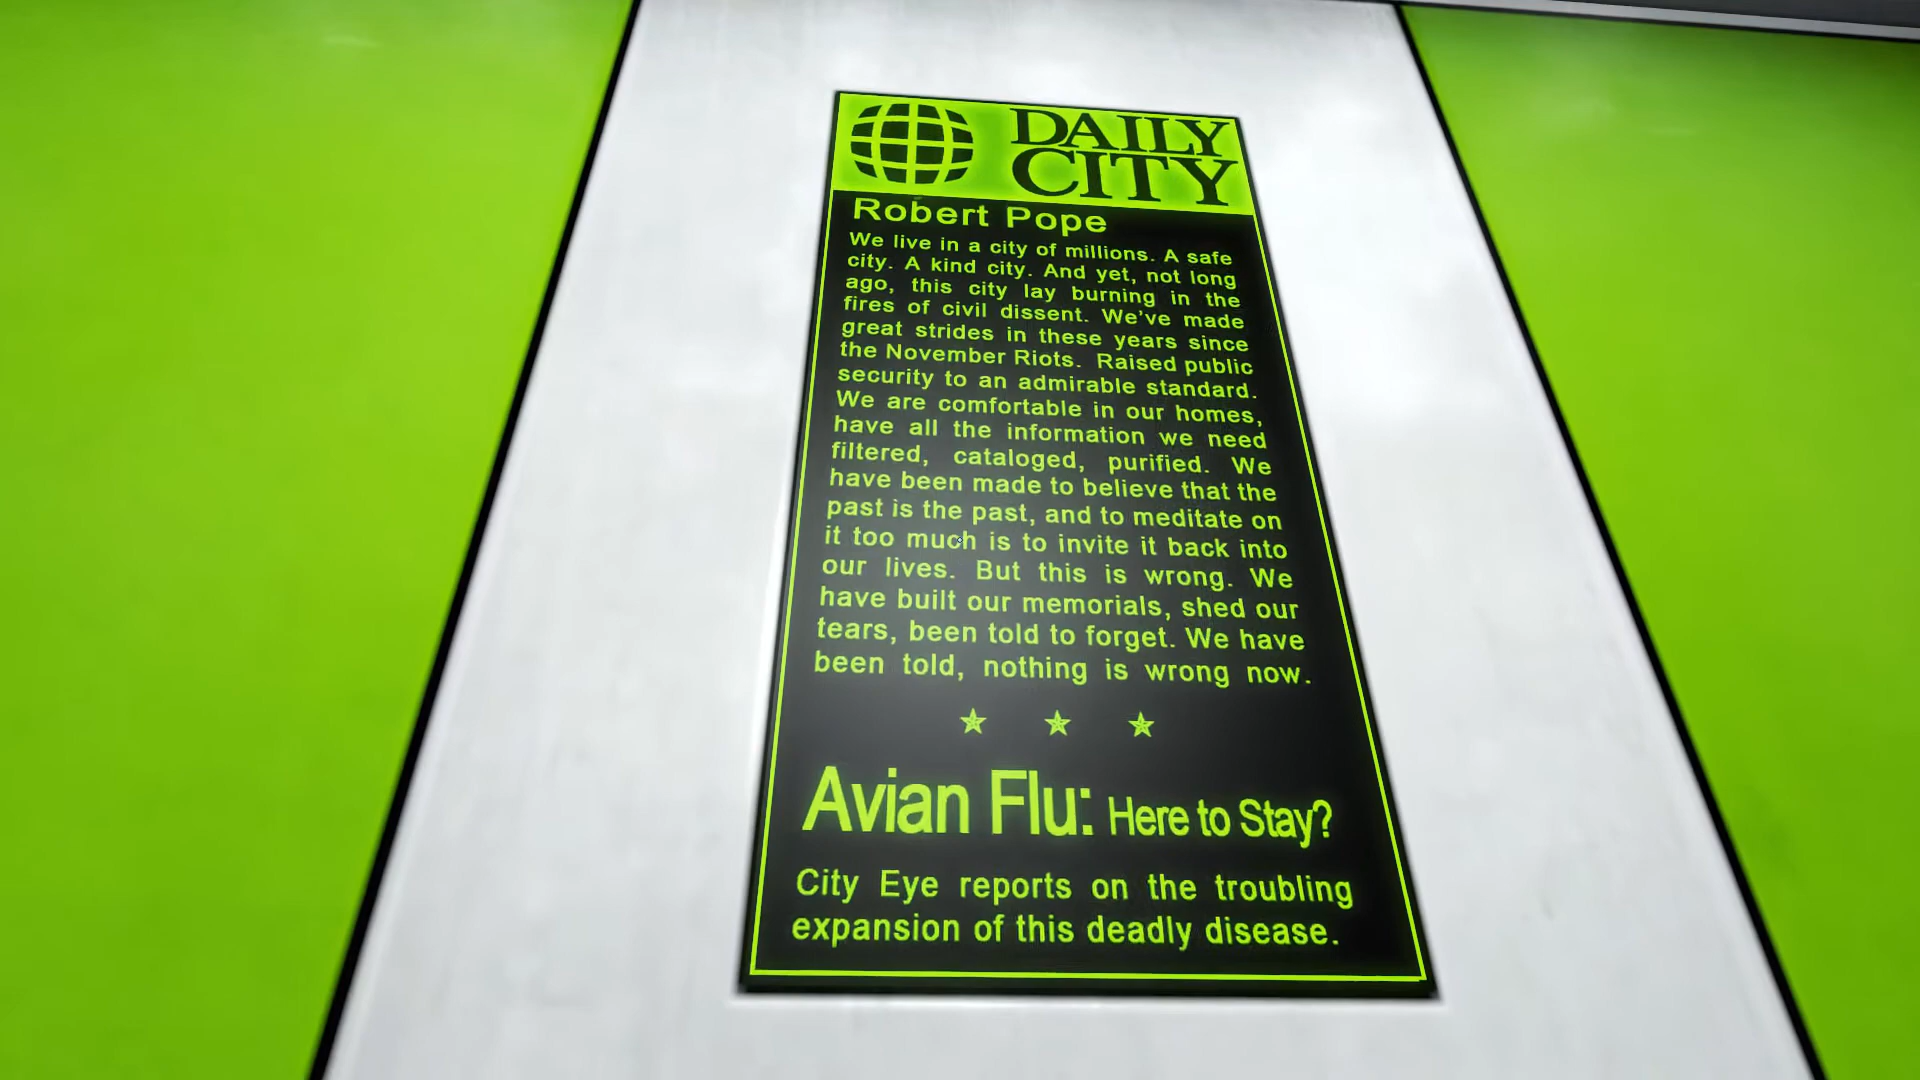 DAILY
CITY
Robert Pope
We live in a city of millions. A safe
city. A kind city. And yet, not long
ago, this city lay burning in the
fires of civil dissent. We've made
great strides in these years since
the November Riots. Raised public
security to an admirable standard.
We are comfortable in our homes,
have all the information we need
filtered, cataloged, purified. We
have been made to believe that the
past is the past, and to meditate on
it too much is to invite it back into
our lives. But this is wrong. We
have built our memorials, shed our
tears, been told to forget. We have
been told, nothing is wrong now.
Avian Flu: Here to Stay?
City Eye reports on the troubling
expansion of this deadly disease.